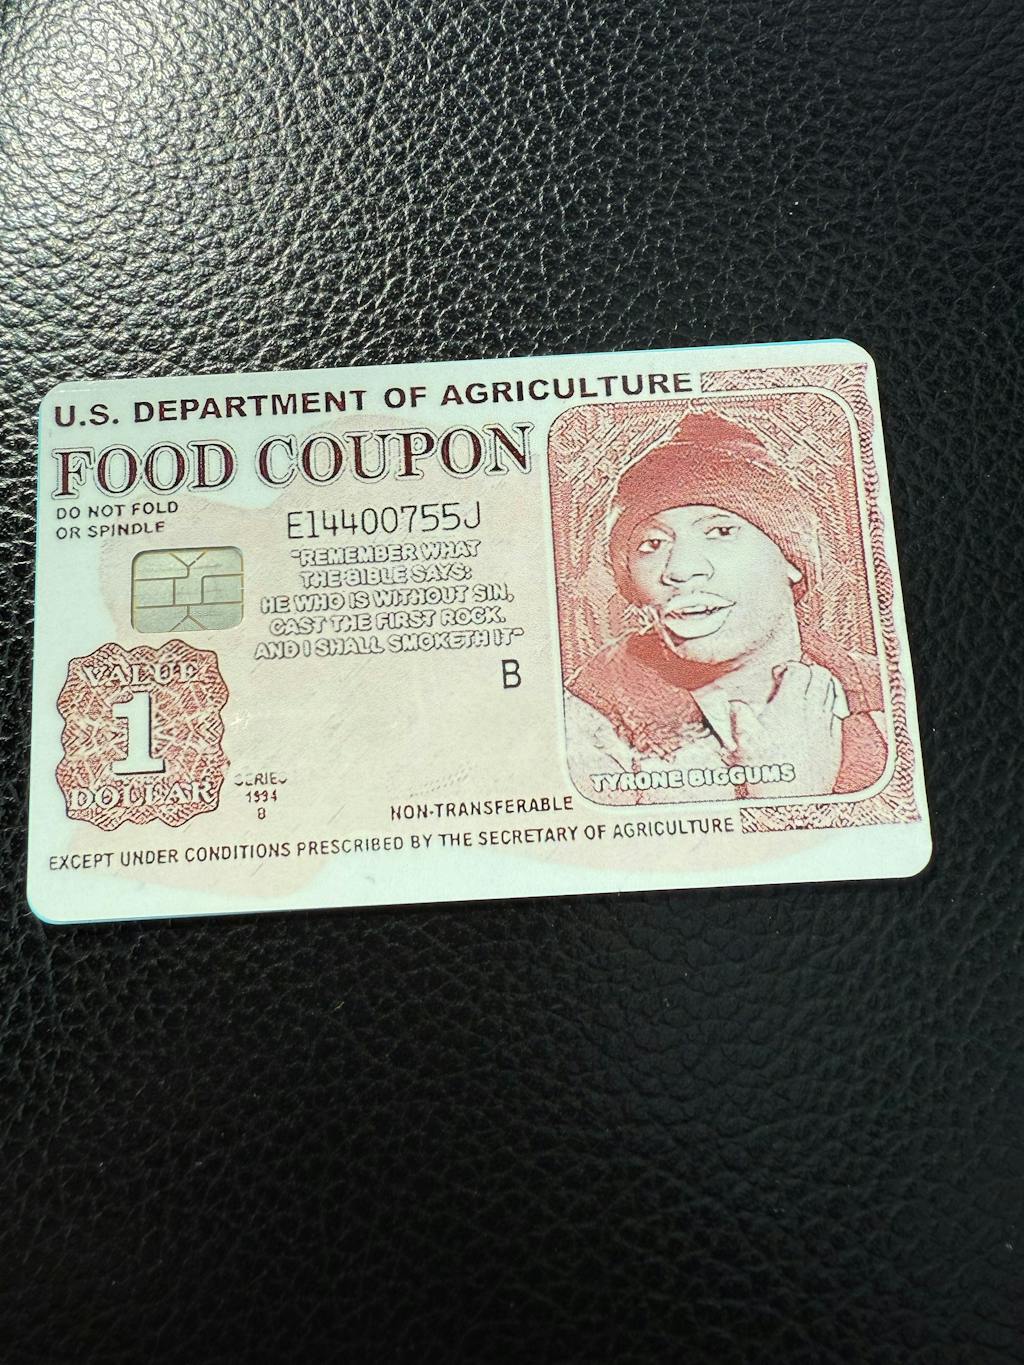 U.S. DEPARTMENT OF AGRICULTURE
FOOD COUPON
DO NOT FOLD
OR SPINDLE
E14400755J
"REMEMBER WHAT
THE BIBLE SAYS:
HE WHO IS WITHOUT SIN,
CAST THE FIRST ROCK.
AND I SHALL SMOKETH IT"
B
VALUE
1
DOLLAR
SERIES
1994
B
TYRONE BIGGUMS
NON-TRANSFERABLE
EXCEPT UNDER CONDITIONS PRESCRIBED BY THE SECRETARY OF AGRICULTURE